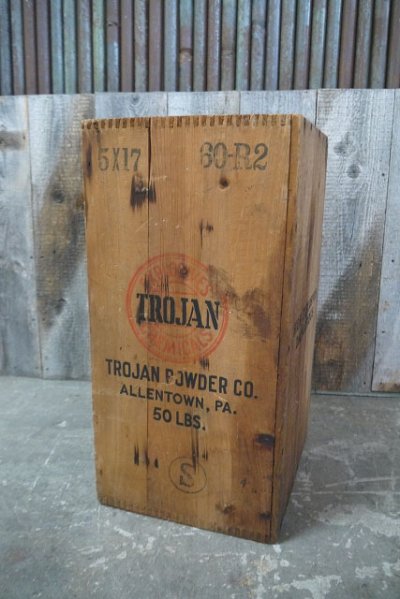 5X17 60-R2
TROJAN
TROJAN POWDER CO.
ALLENTOWN, PA.
50 LBS.
S